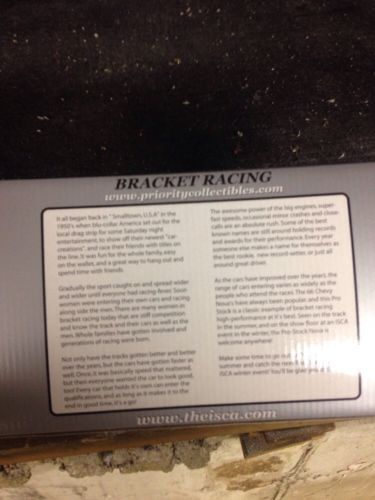 BRACKET RACING
www.prioritycollectibles.com
It all began back in " Smalltown, U.S.A" in the
1950's when blu-collar America set out for the
local drag strip for some Saturday night
entertainment, to show off their newest "car-
creations", and race their friends with titles on
the line. It was fun for the whole family, easy
on the wallet, and a great way to hang out and
spend time with friends.
Gradually the sport caught on and spread wider
and wider until everyone had racing fever. Soon
women were entering their own cars and racing
along side the men. There are many women in
bracket racing today that are stiff competition
and know the track and their cars as well as the
men. Whole families have gotten involved and
generations of racing were born.
Not only have the tracks gotten better and better
over the years, but the cars have gotten faster as
well. Once, it was basically speed that mattered,
but then everyone wanted the car to look good,
too! Every car that holds it's own can enter the
qualifications, and as long as it makes it to the
end in good time, it's a go!
The awesome power of the big engines, super-
fast speeds, occasional mirror crashes and close-
calls are an absolute rush. Some of the best
known names are still around holding records
and awards for their performance. Every year
someone else makes a name for themselves as
the best rookie, new record setter, or just all
around great driver.
As the cars have improved over the years, the
range of cars entering varies as widely as the
people who attend the races. The 66 Chevy
Nova's have always been popular, and this Pro
Stock is a classic example of bracket racing
high-performance at it's best. Seen on the track
in the summer, and on the show floor at an ISCA
event in the winter, the Pro-Stock Nova is
welcome anywhere!
Make some time to go out
summer and catch the
ISCA winter event! You'll be glad you did
www.theisca.com